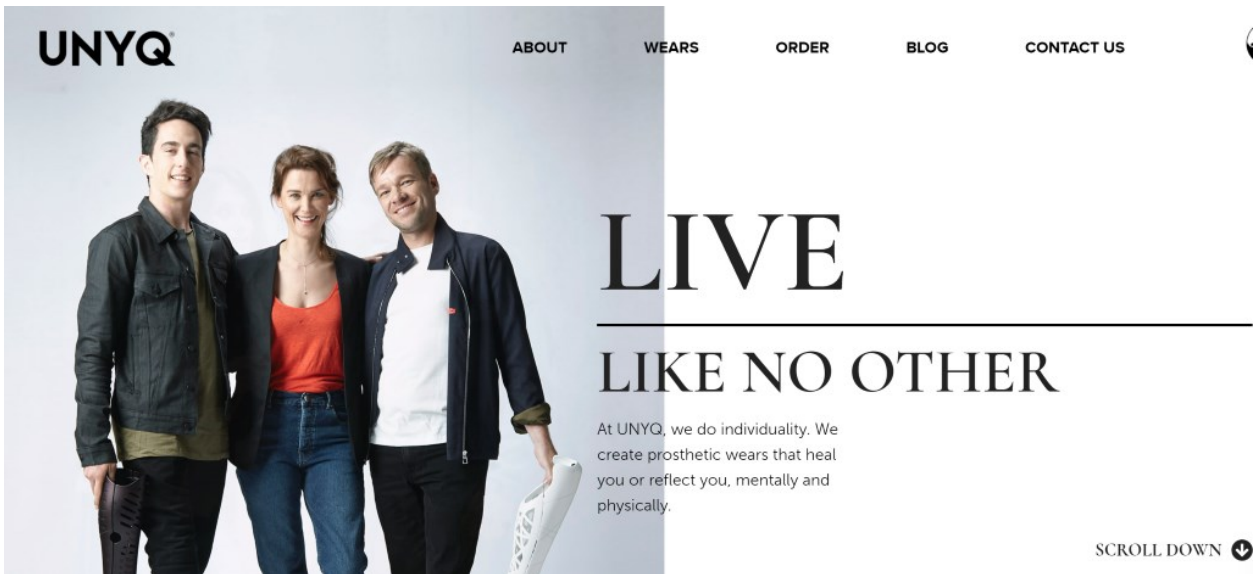 UNYQ®
ABOUT WEARS ORDER BLOG CONTACT US
LIVE
LIKE NO OTHER
At UNYQ, we do individuality. We
create prosthetic wears that heal
you or reflect you, mentally and
physically.
SCROLL DOWN